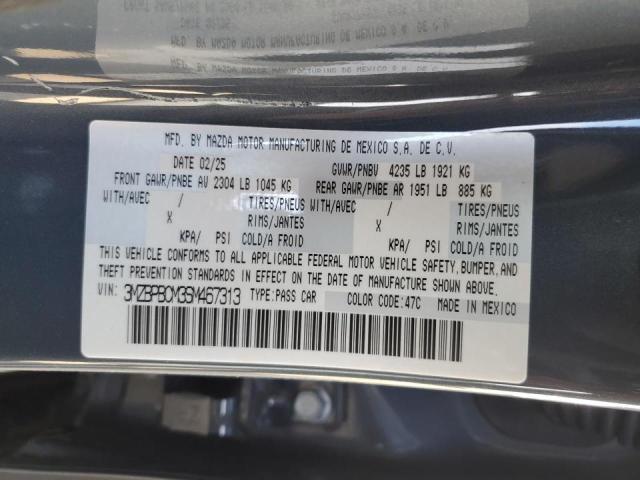 MFD. BY MAZDA MOTOR MANUFACTURING DE MEXICO S.A. DE C.V.
DATE 02/25 GVWR/PNBV 4235 LB 1921 KG
FRONT GAWR/PNBE AV 2304 LB 1045 KG REAR GAWR/PNBE AR 1951 LB 885 KG
WITH/AVEC / TIRES/PNEUS WITH/AVEC / TIRES/PNEUS
X RIMS/JANTES X RIMS/JANTES
KPA/ PSI COLD/A FROID KPA/ PSI COLD/A FROID
THIS VEHICLE CONFORMS TO ALL APPLICABLE FEDERAL MOTOR VEHICLE SAFETY, BUMPER, AND
THEFT PREVENTION STANDARDS IN EFFECT ON THE DATE OF MANUFACTURE SHOWN ABOVE.
VIN: 3MZBPBCM3SM467313 TYPE:PASS CAR COLOR CODE:47C MADE IN MEXICO